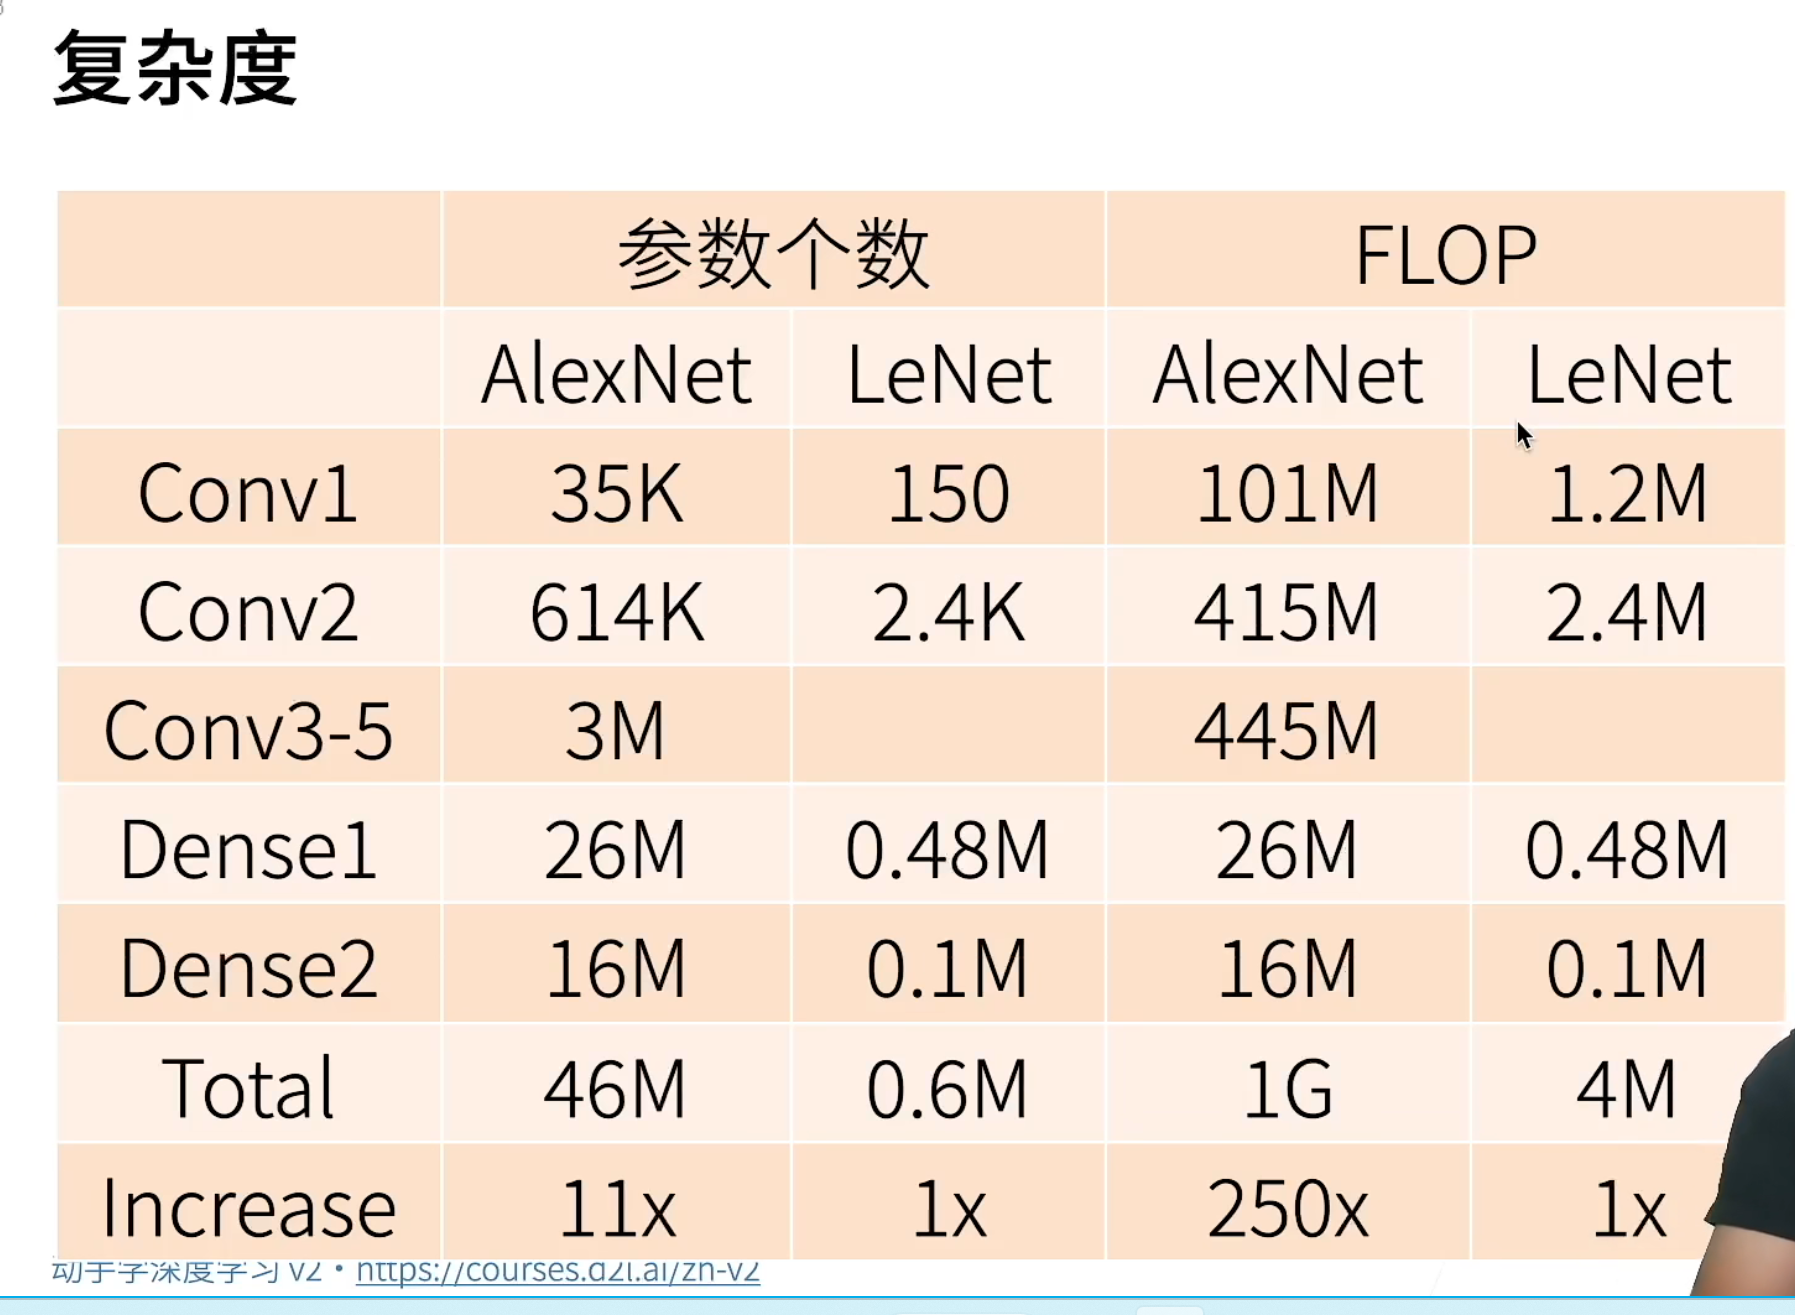 复杂度
参数个数 FLOP
AlexNet LeNet AlexNet LeNet
Conv1 35K 150 101M 1.2M
Conv2 614K 2.4K 415M 2.4M
Conv3-5 3M 445M
Dense1 26M 0.48M 26M 0.48M
Dense2 16M 0.1M 16M 0.1M
Total 46M 0.6M 1G 4M
Increase 11x 1x 250x 1x
动手学深度学习 v2 • https://courses.d2l.ai/zh-v2